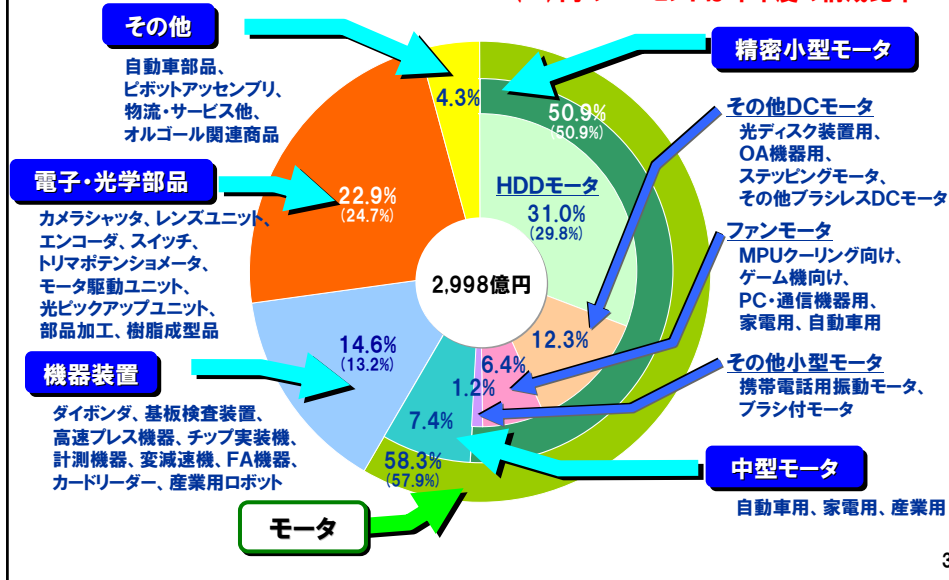 その他
自動車部品、
ピボットアッセンブリ、
物流・サービス他、
オルゴール関連商品
4.3%
精密小型モータ
50.9%
(50.9%)
その他DCモータ
光ディスク装置用、
OA機器用、
ステッピングモータ、
その他ブラシレスDCモータ
電子・光学部品
カメラシャッタ、レンズユニット、
エンコーダ、スイッチ、
トリマポテンショメータ、
モータ駆動ユニット、
光ピックアップユニット、
部品加工、樹脂成型品
22.9%
(24.7%)
HDDモータ
31.0%
(29.8%)
ファンモータ
MPUクーリング向け、
ゲーム機向け、
PC・通信機器用、
家電用、自動車用
2,998億円
12.3%
6.4%
1.2%
その他小型モータ
携帯電話用振動モータ、
ブラシ付モータ
機器装置
ダイボンダ、基板検査装置、
高速プレス機器、チップ実装機、
計測機器、変減速機、FA機器、
カードリーダー、産業用ロボット
14.6%
(13.2%)
7.4%
58.3%
(57.9%)
中型モータ
自動車用、家電用、産業用
モータ
3